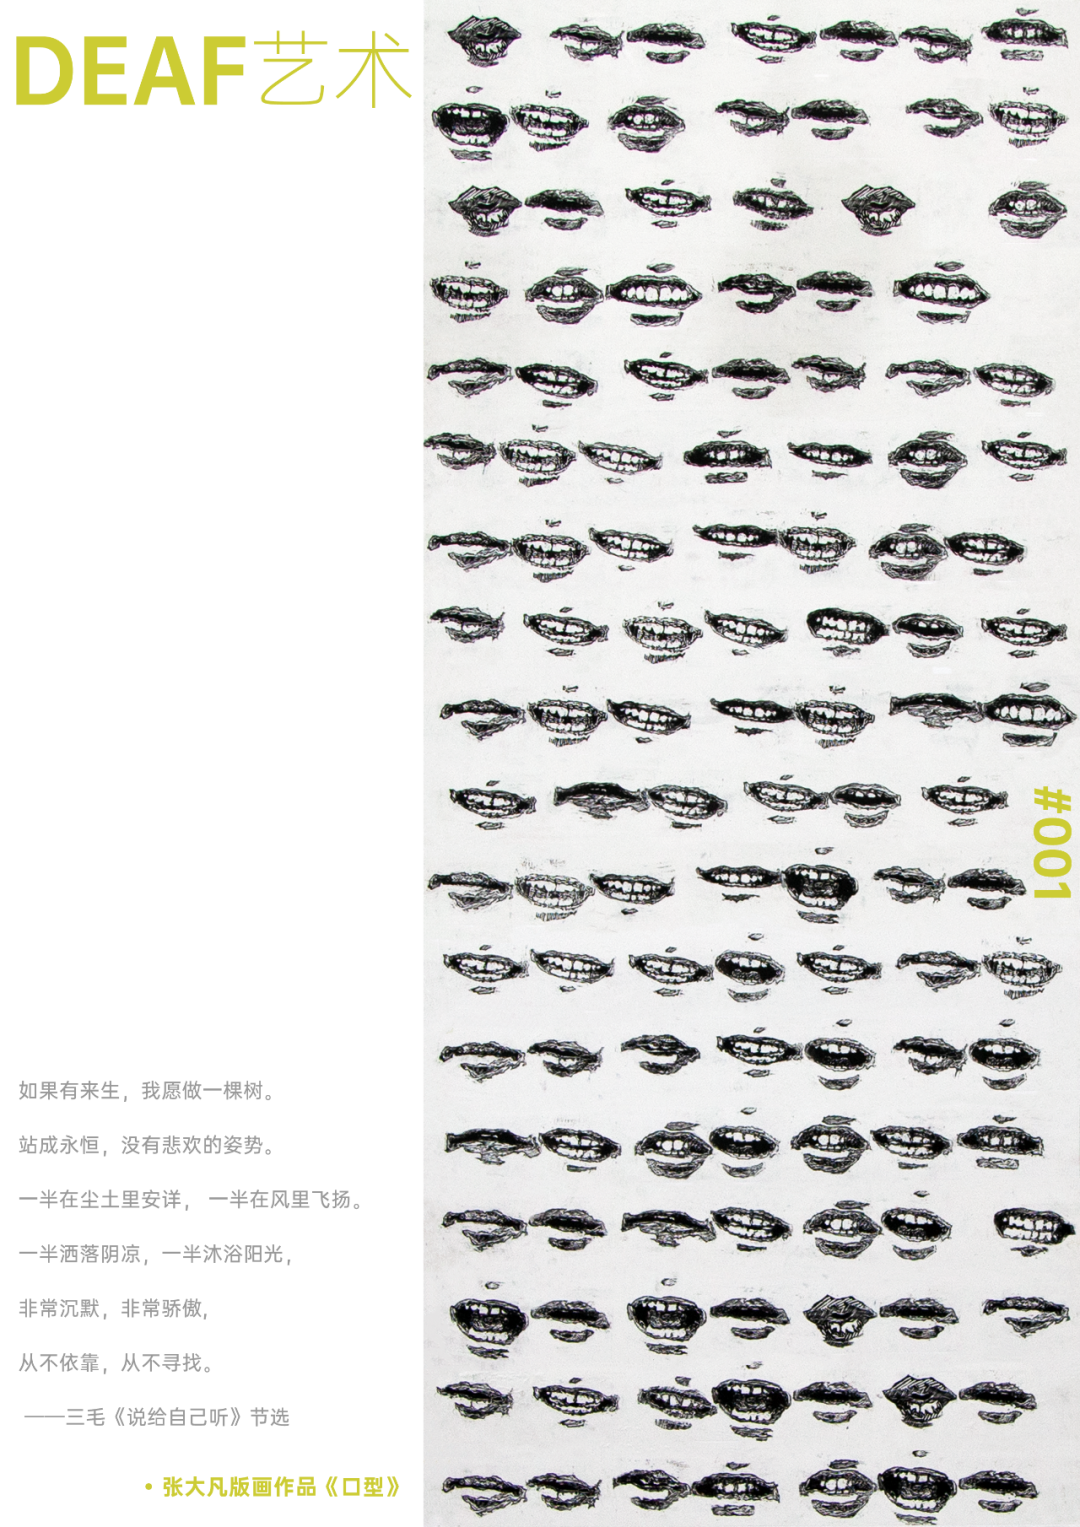 DEAF艺术
#001
如果有来生，我愿做一棵树。
站成永恒，没有悲欢的姿势。
一半在尘土里安详， 一半在风里飞扬。
一半洒落阴凉，一半沐浴阳光，
非常沉默，非常骄傲，
从不依靠，从不寻找。
——三毛《说给自己听》节选
• 张大凡版画作品《口型》